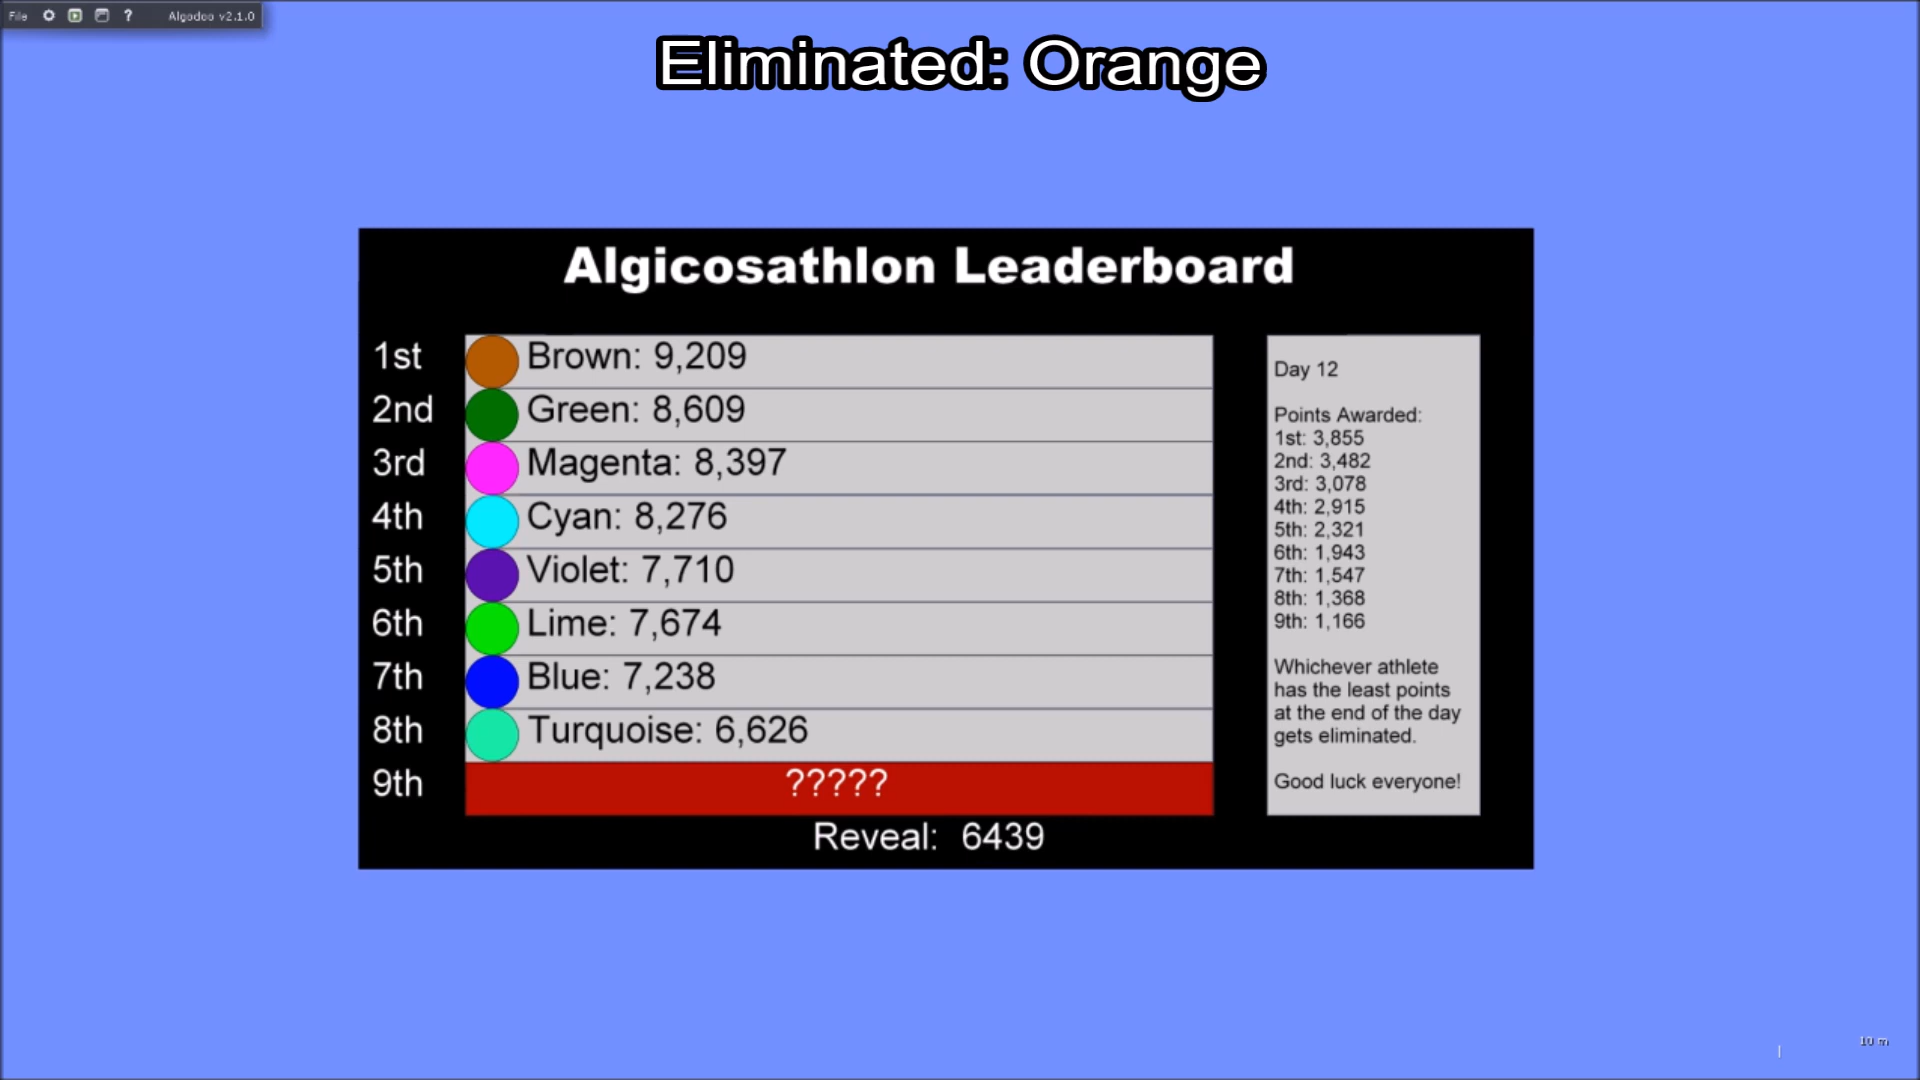 File ? Algodoo v2.1.0
Eliminated: Orange
Algicosathlon Leaderboard
1st Brown: 9,209
2nd Green: 8,609
3rd Magenta: 8,397
4th Cyan: 8,276
5th Violet: 7,710
6th Lime: 7,674
7th Blue: 7,238
8th Turquoise: 6,626
9th ?????
Reveal: 6439
Day 12
Points Awarded:
1st: 3,855
2nd: 3,482
3rd: 3,078
4th: 2,915
5th: 2,321
6th: 1,943
7th: 1,547
8th: 1,368
9th: 1,166
Whichever athlete
has the least points
at the end of the day
gets eliminated.
Good luck everyone!
10 m